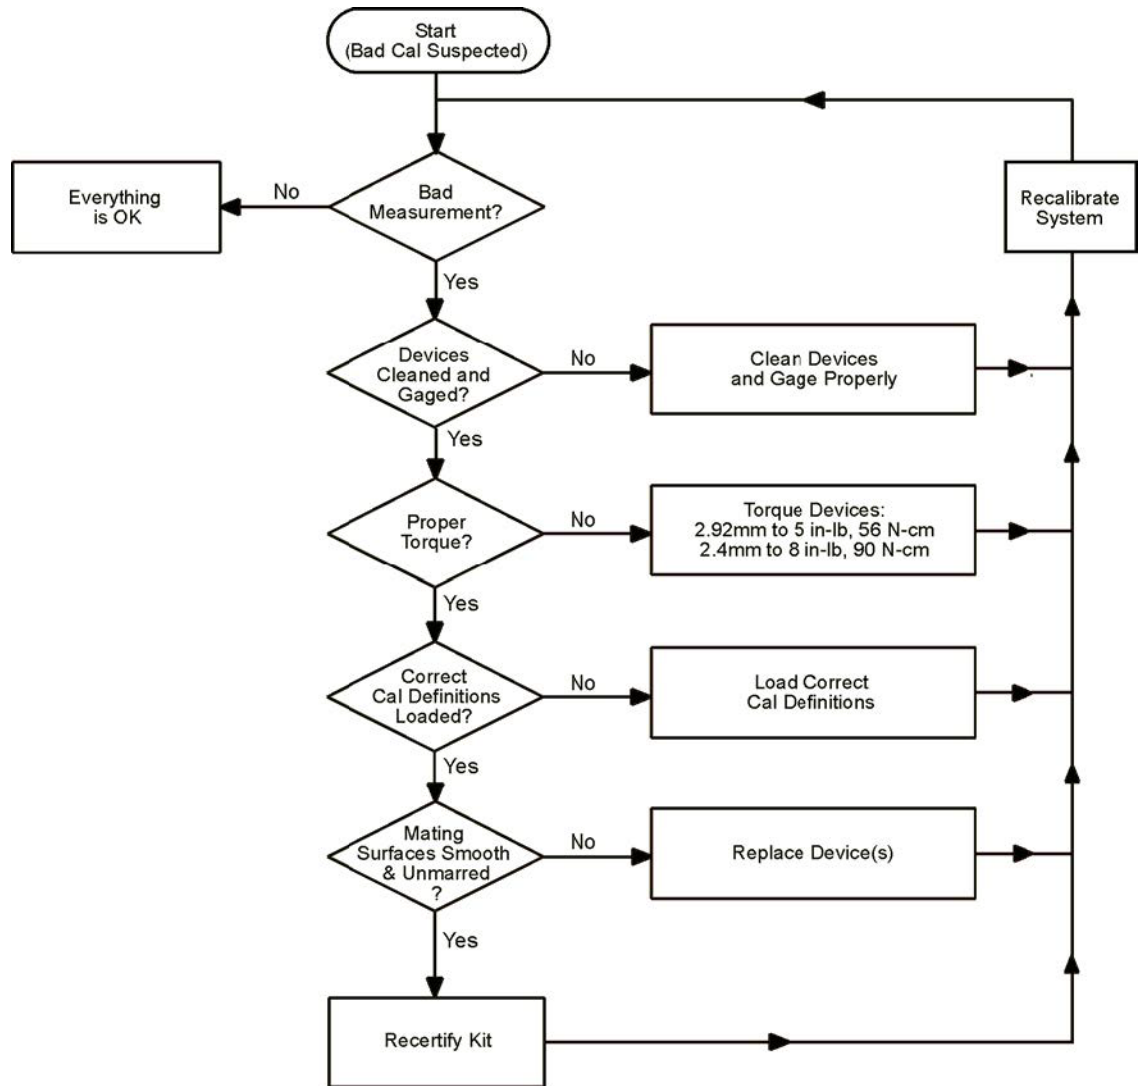 Start
(Bad Cal Suspected)
Everything
is OK
No
Bad
Measurement?
Recalibrate
System
Yes
Devices
Cleaned and
Gaged?
No
Clean Devices
and Gage Properly
Yes
Proper
Torque?
No
Torque Devices:
2.92mm to 5 in-lb, 56 N-cm
2.4mm to 8 in-lb, 90 N-cm
Yes
Correct
Cal Definitions
Loaded?
No
Load Correct
Cal Definitions
Yes
Mating
Surfaces Smooth
& Unmarred
?
No
Replace Device(s)
Yes
Recertify Kit